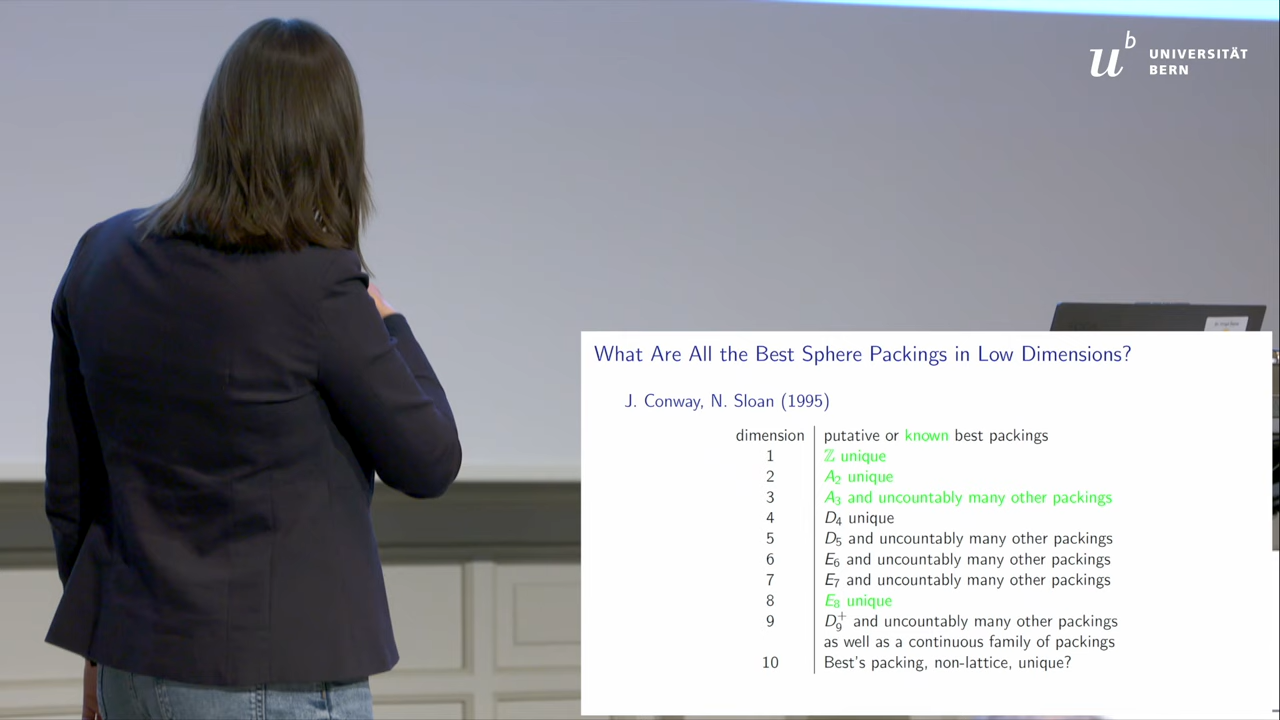 u^b UNIVERSITÄT
BERN
What Are All the Best Sphere Packings in Low Dimensions?
J. Conway, N. Sloan (1995)
dimension putative or known best packings
1 ℤ unique
2 A₂ unique
3 A₃ and uncountably many other packings
4 D₄ unique
5 D₅ and uncountably many other packings
6 E₆ and uncountably many other packings
7 E₇ and uncountably many other packings
8 E₈ unique
9 D₉⁺ and uncountably many other packings
as well as a continuous family of packings
10 Best's packing, non-lattice, unique?